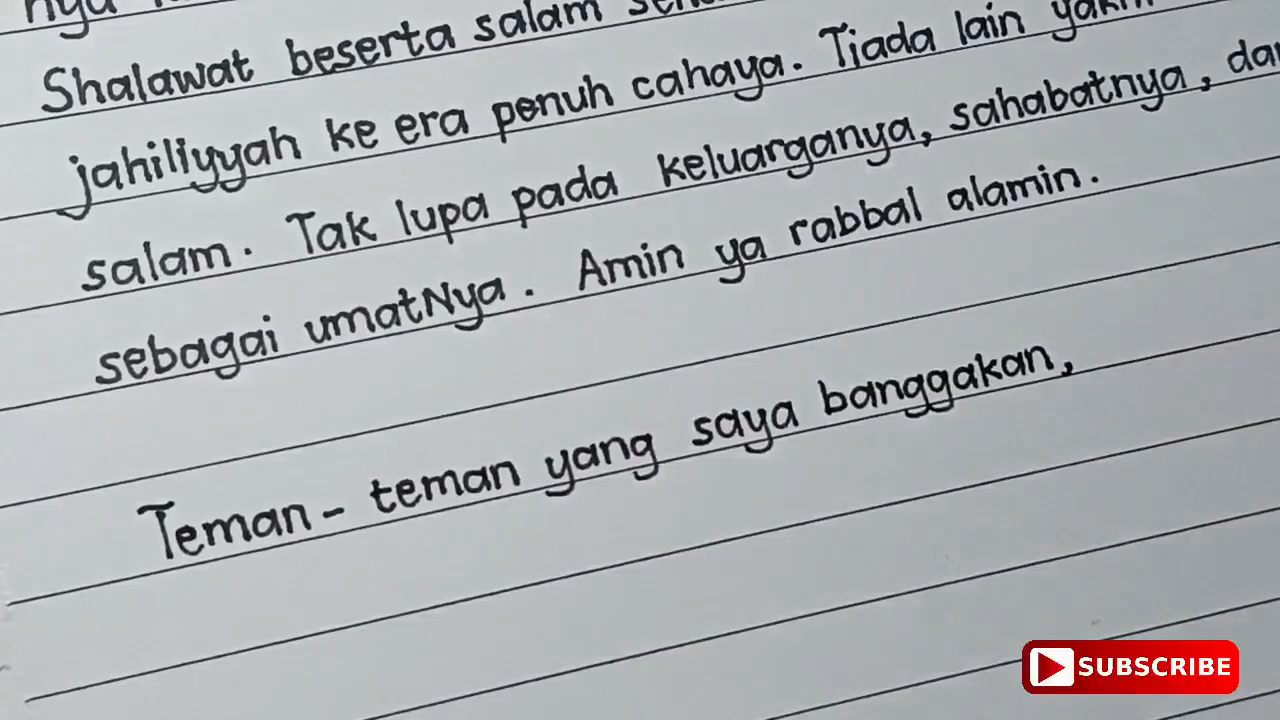 Shalawat beserta salam
jahiliyyah ke era penuh cahaya. Tiada lain
salam. Tak lupa pada keluarganya, sahabatnya,
sebagai umatNya. Amin ya rabbal alamin.
Teman-teman yang saya banggakan,
SUBSCRIBE